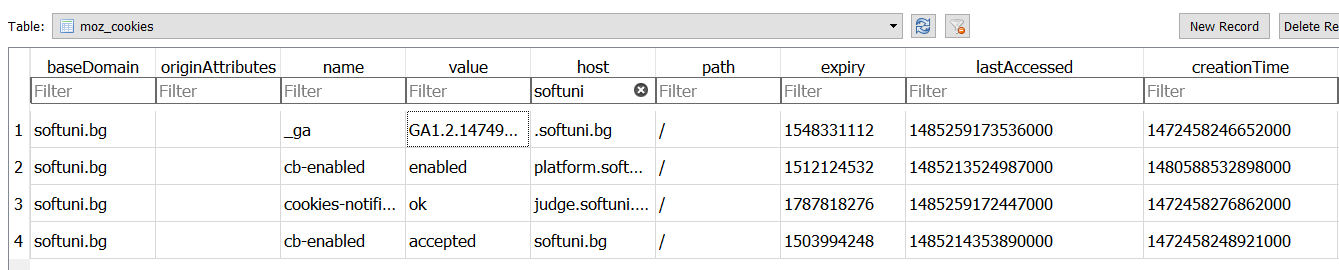 Table: moz_cookies New Record Delete Re
baseDomain originAttributes name value host path expiry lastAccessed creationTime
Filter Filter Filter Filter softuni Filter Filter Filter Filter
1 softuni.bg _ga GA1.2.14749... .softuni.bg / 1548331112 1485259173536000 1472458246652000
2 softuni.bg cb-enabled enabled platform.soft... / 1512124532 1485213524987000 1480588532898000
3 softuni.bg cookies-notifi... ok judge.softuni.... / 1787818276 1485259172447000 1472458276862000
4 softuni.bg cb-enabled accepted softuni.bg / 1503994248 1485214353890000 1472458248921000